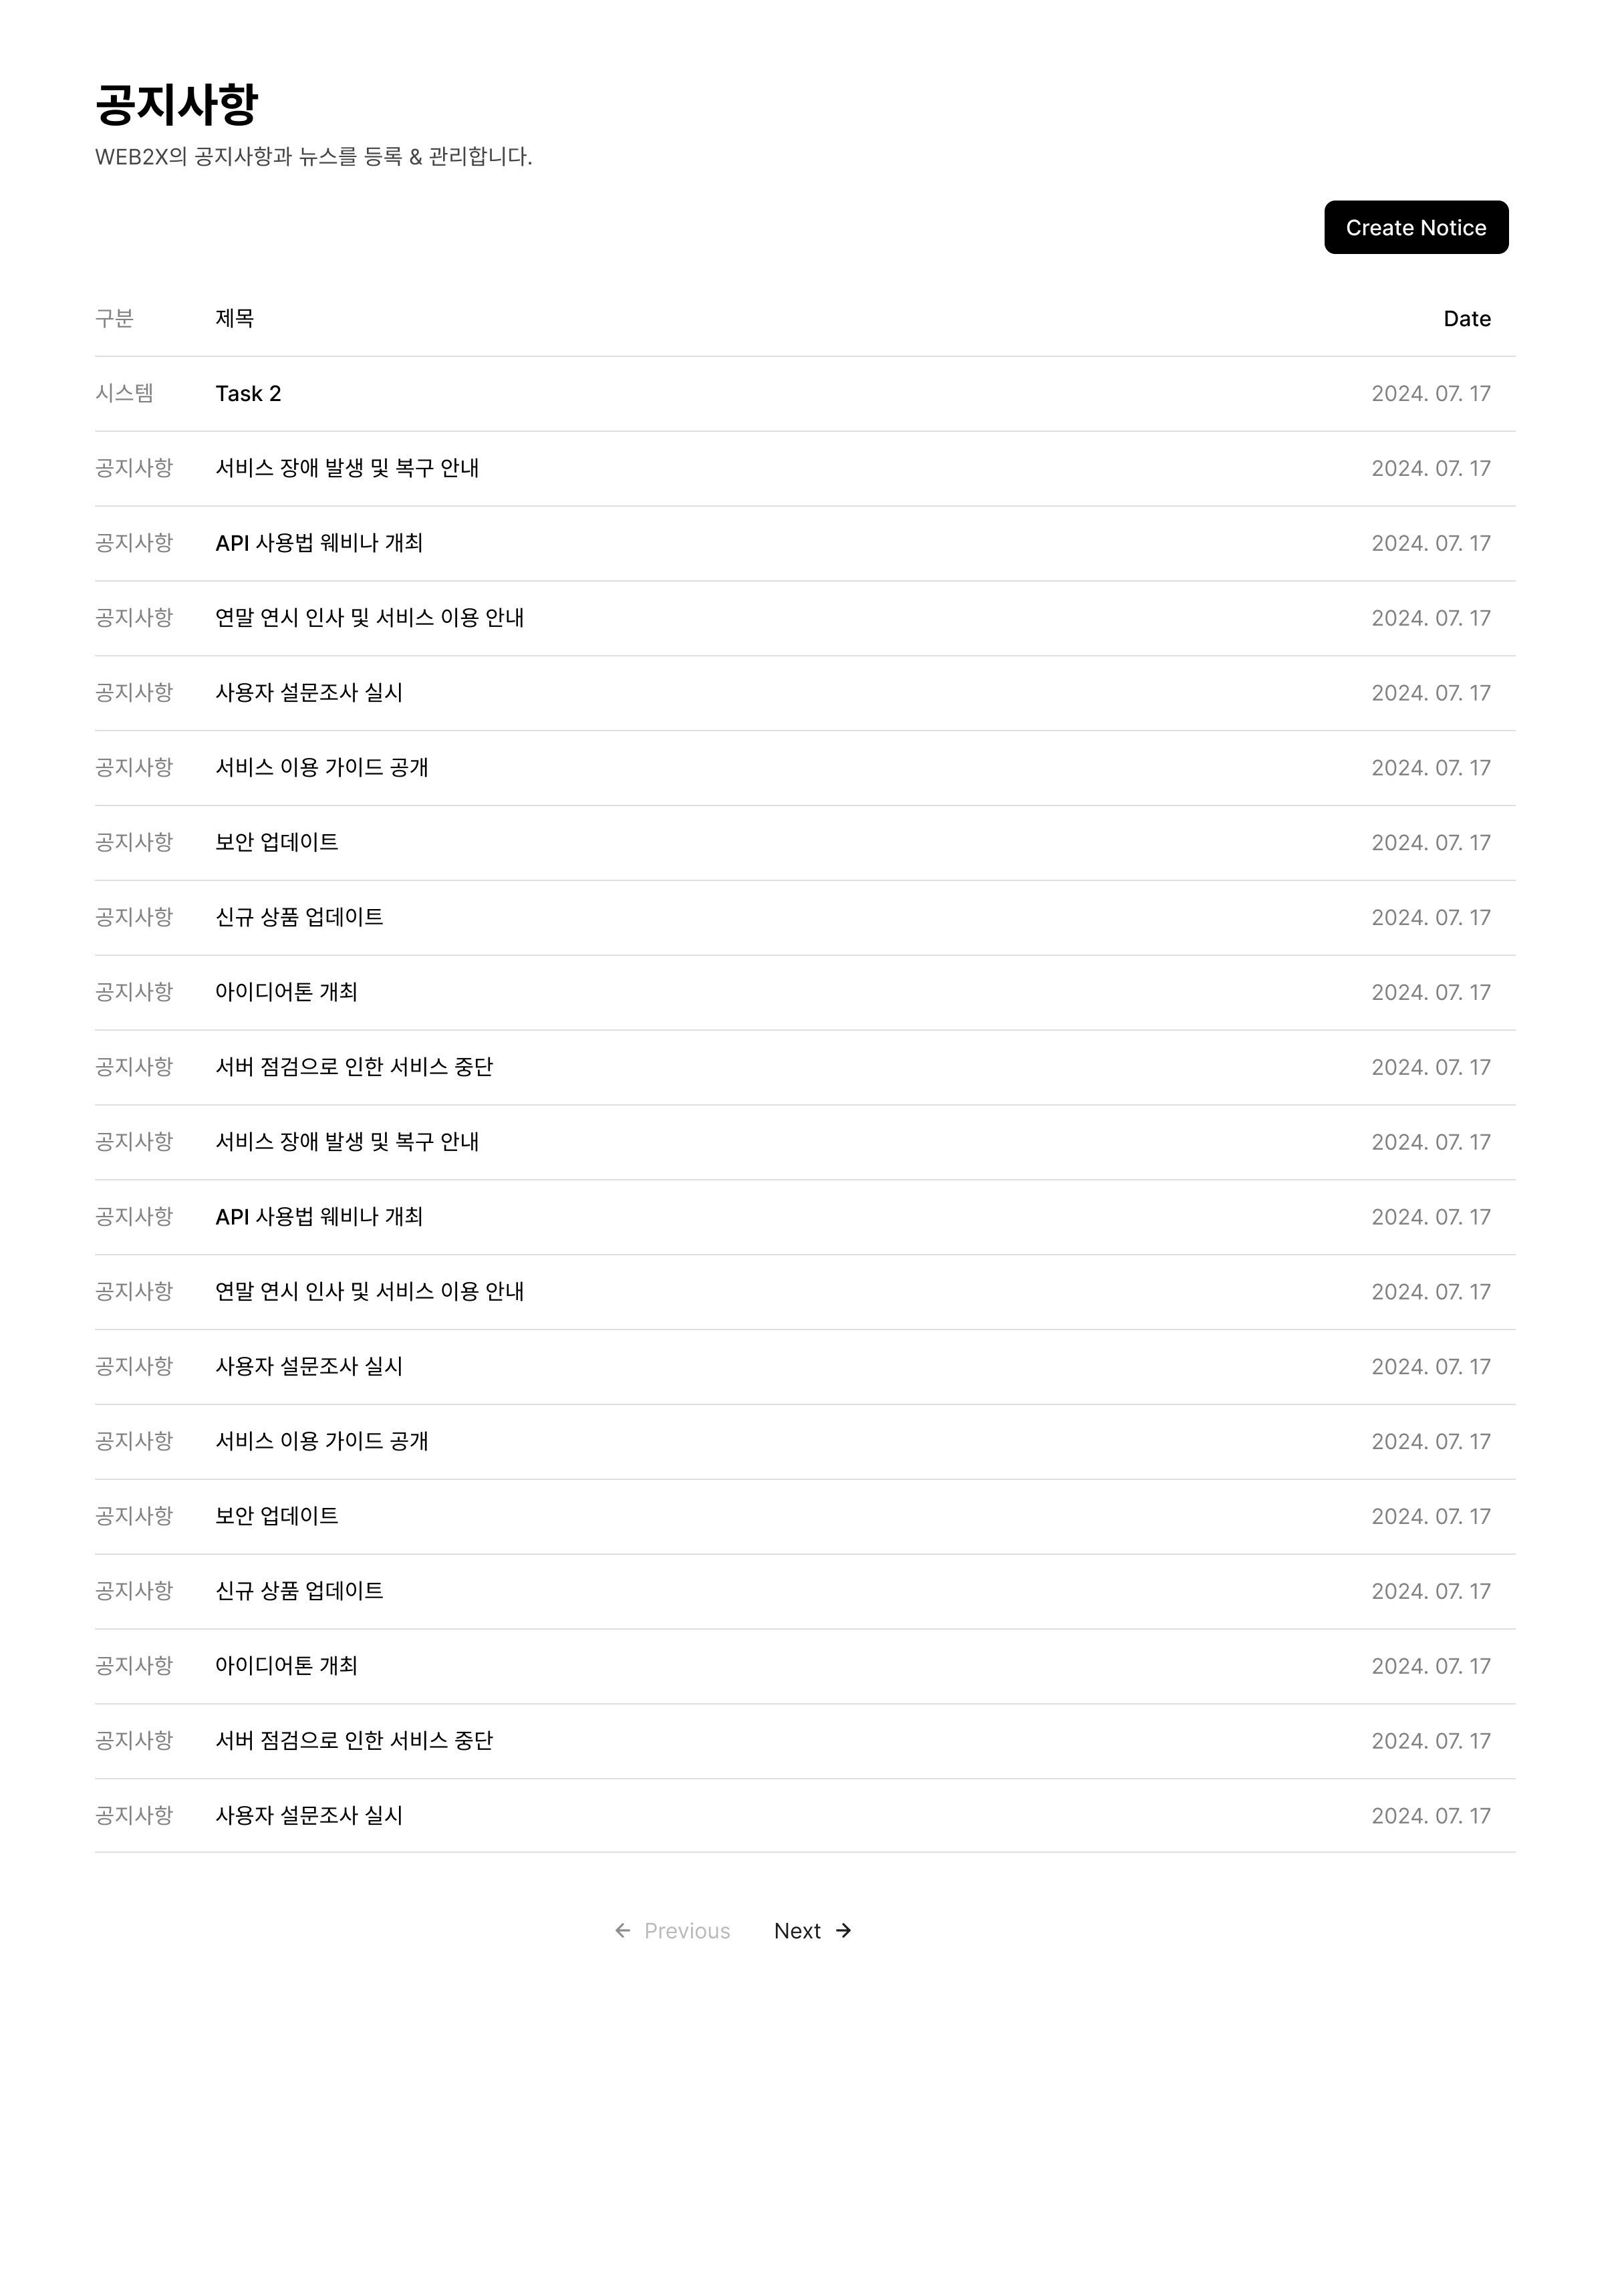 공지사항
WEB2X의 공지사항과 뉴스를 등록 & 관리합니다.
Create Notice
구분 제목 Date
시스템 Task 2 2024. 07. 17
공지사항 서비스 장애 발생 및 복구 안내 2024. 07. 17
공지사항 API 사용법 웨비나 개최 2024. 07. 17
공지사항 연말 연시 인사 및 서비스 이용 안내 2024. 07. 17
공지사항 사용자 설문조사 실시 2024. 07. 17
공지사항 서비스 이용 가이드 공개 2024. 07. 17
공지사항 보안 업데이트 2024. 07. 17
공지사항 신규 상품 업데이트 2024. 07. 17
공지사항 아이디어톤 개최 2024. 07. 17
공지사항 서버 점검으로 인한 서비스 중단 2024. 07. 17
공지사항 서비스 장애 발생 및 복구 안내 2024. 07. 17
공지사항 API 사용법 웨비나 개최 2024. 07. 17
공지사항 연말 연시 인사 및 서비스 이용 안내 2024. 07. 17
공지사항 사용자 설문조사 실시 2024. 07. 17
공지사항 서비스 이용 가이드 공개 2024. 07. 17
공지사항 보안 업데이트 2024. 07. 17
공지사항 신규 상품 업데이트 2024. 07. 17
공지사항 아이디어톤 개최 2024. 07. 17
공지사항 서버 점검으로 인한 서비스 중단 2024. 07. 17
공지사항 사용자 설문조사 실시 2024. 07. 17
← Previous Next →